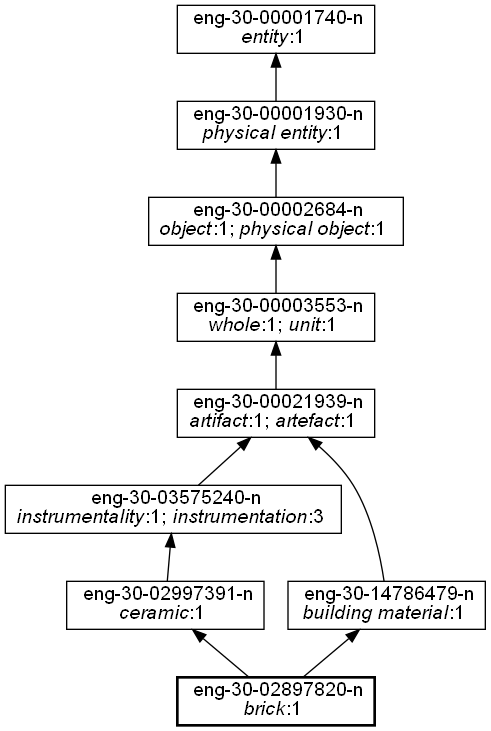 eng-30-00001740-n
entity:1
eng-30-00001930-n
physical entity:1
eng-30-00002684-n
object:1; physical object:1
eng-30-00003553-n
whole:1; unit:1
eng-30-00021939-n
artifact:1; artefact:1
eng-30-03575240-n
instrumentality:1; instrumentation:3
eng-30-02997391-n
ceramic:1
eng-30-14786479-n
building material:1
eng-30-02897820-n
brick:1